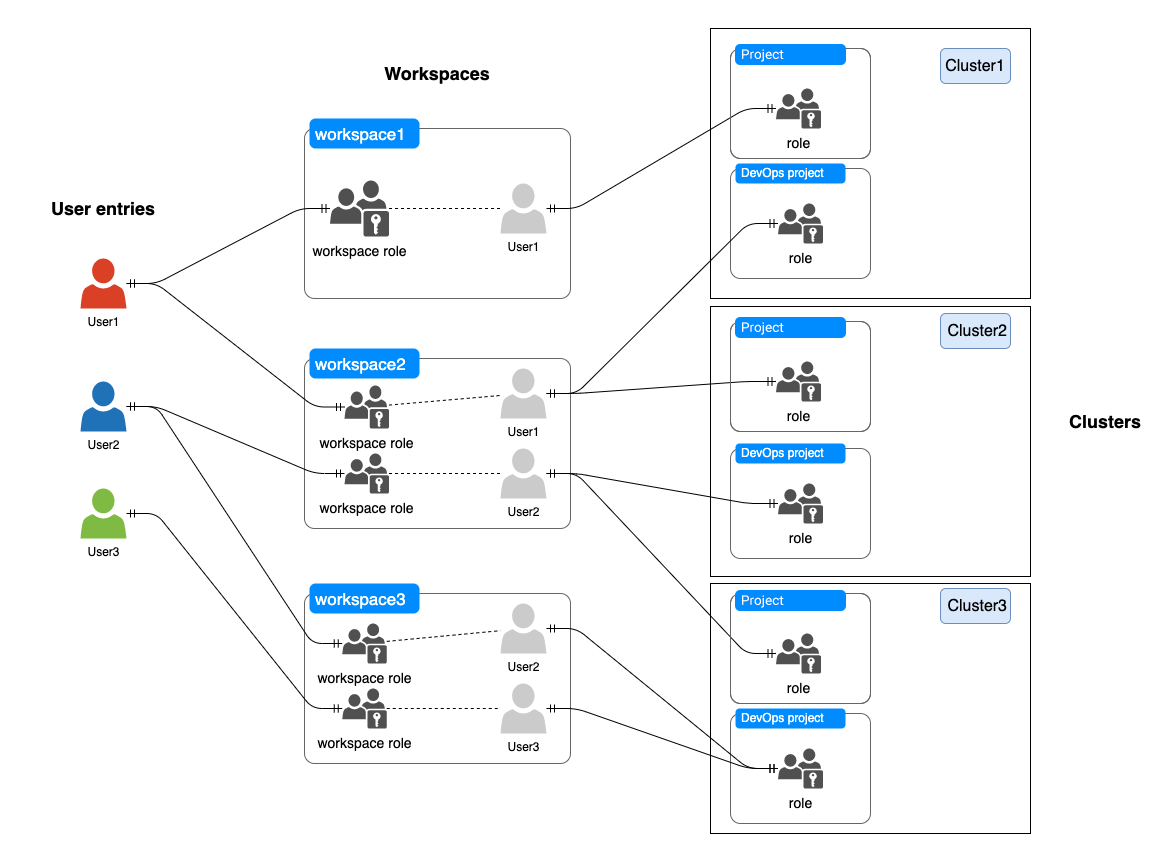 User entries
User1
User2
User3
Workspaces
workspace1
workspace role
User1
workspace2
workspace role
User1
workspace role
User2
workspace3
workspace role
User2
workspace role
User3
Cluster1
Project
role
DevOps project
role
Cluster2
Project
role
DevOps project
role
Cluster3
Project
role
DevOps project
role
Clusters